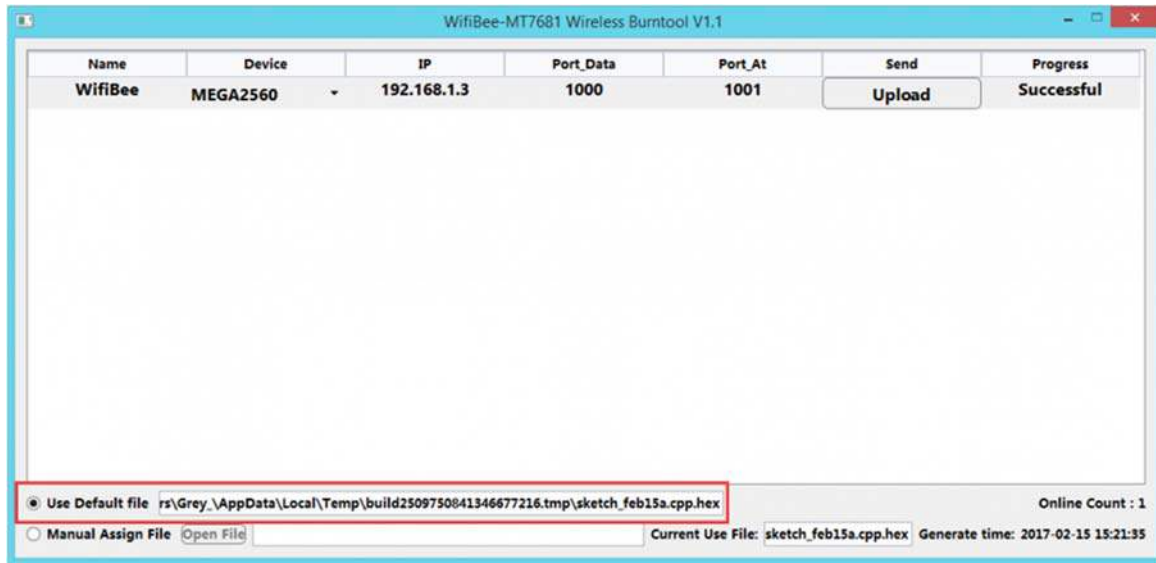 WifiBee-MT7681 Wireless Burntool V1.1
Name Device IP Port_Data Port_At Send Progress
WifiBee MEGA2560 192.168.1.3 1000 1001 Upload Successful
Use Default file rs\Grey_\AppData\Local\Temp\build2509750841346677216.tmp\sketch_feb15a.cpp.hex Online Count : 1
Manual Assign File Open File Current Use File: sketch_feb15a.cpp.hex Generate time: 2017-02-15 15:21:35